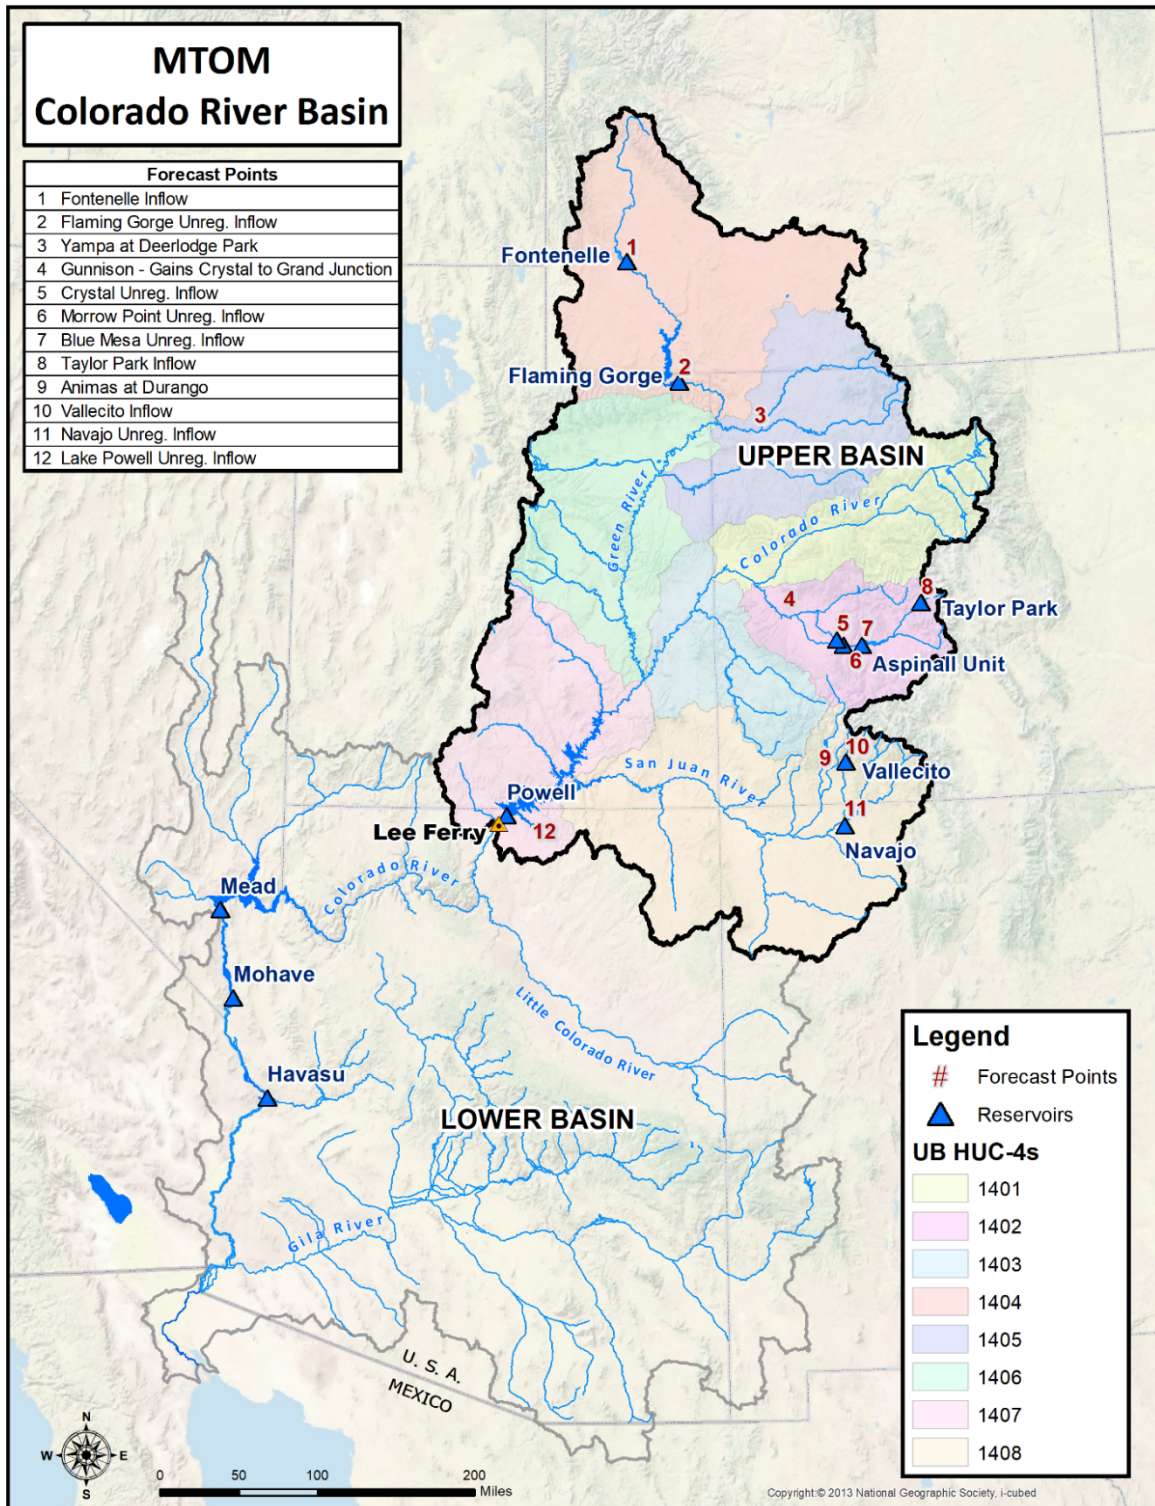 MTOM
Colorado River Basin
Forecast Points
1 Fontenelle Inflow
2 Flaming Gorge Unreg. Inflow
3 Yampa at Deerlodge Park
4 Gunnison - Gains Crystal to Grand Junction
5 Crystal Unreg. Inflow
6 Morrow Point Unreg. Inflow
7 Blue Mesa Unreg. Inflow
8 Taylor Park Inflow
9 Animas at Durango
10 Vallecito Inflow
11 Navajo Unreg. Inflow
12 Lake Powell Unreg. Inflow
1
Fontenelle
2
Flaming Gorge
3
UPPER BASIN
Green River
Colorado River
4
8
Taylor Park
5
7
6
Aspinall Unit
10
9
Vallecito
San Juan River
Powell
11
Lee Ferry
12
Navajo
Colorado River
Mead
Mohave
Little Colorado River
Havasu
LOWER BASIN
Gila River
U. S. A.
MEXICO
Legend
# Forecast Points
Reservoirs
UB HUC-4s
1401
1402
1403
1404
1405
1406
1407
1408
N
W E
S
0 50 100 200
Miles
Copyright:© 2013 National Geographic Society, i-cubed